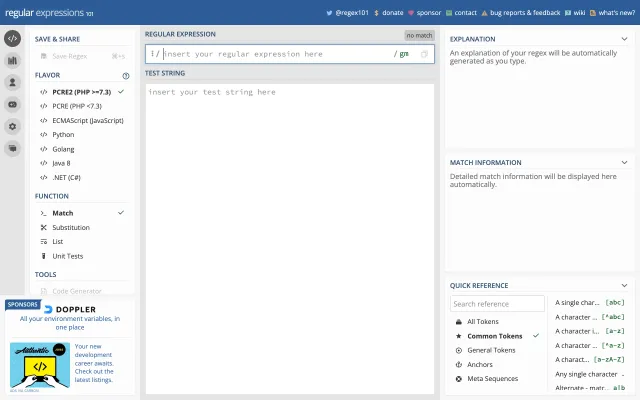 regular expressions 101
@regex101 $ donate sponsor contact bug reports & feedback wiki what's new?
SAVE & SHARE
Save Regex ⌘+s
FLAVOR
PCRE2 (PHP >=7.3)
PCRE (PHP <7.3)
ECMAScript (JavaScript)
Python
Golang
Java 8
.NET (C#)
FUNCTION
Match
Substitution
List
Unit Tests
TOOLS
Code Generator
SPONSORS
DOPPLER
All your environment variables, in
one place
Authentic
Your new
development
career awaits.
Check out the
latest listings.
ADS VIA CARBON
REGULAR EXPRESSION
no match
/ insert your regular expression here / gm
TEST STRING
insert your test string here
EXPLANATION
An explanation of your regex will be automatically
generated as you type.
MATCH INFORMATION
Detailed match information will be displayed here
automatically.
QUICK REFERENCE
Search reference
All Tokens
Common Tokens
General Tokens
Anchors
Meta Sequences
A single char... [abc]
A character ... [^abc]
A character i... [a-z]
A character ... [^a-z]
A charact... [a-zA-Z]
Any single character .
Alternate - matr... a|b